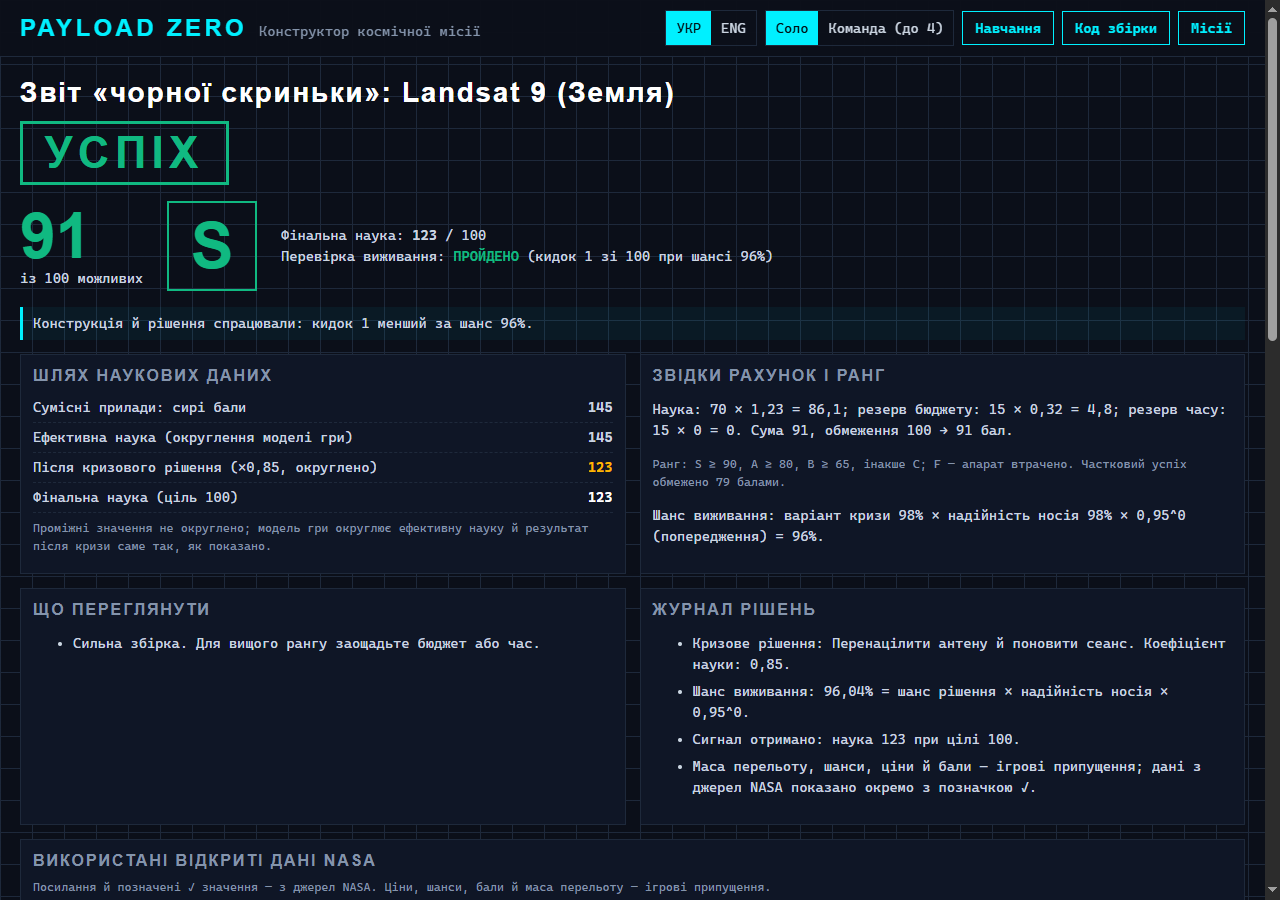 PAYLOAD ZERO Конструктор космічної місії УКР ENG Соло Команда (до 4) Навчання Код збірки Місії
Звіт «чорної скриньки»: Landsat 9 (Земля)
УСПІХ
91
із 100 можливих
S
Фінальна наука: 123 / 100
Перевірка виживання: ПРОЙДЕНО (кидок 1 зі 100 при шансі 96%)
Конструкція й рішення спрацювали: кидок 1 менший за шанс 96%.
ШЛЯХ НАУКОВИХ ДАНИХ
Сумісні прилади: сирі бали 145
Ефективна наука (округлення моделі гри) 145
Після кризового рішення (×0,85, округлено) 123
Фінальна наука (ціль 100) 123
Проміжні значення не округлено; модель гри округлює ефективну науку й результат
після кризи саме так, як показано.
ЗВІДКИ РАХУНОК І РАНГ
Наука: 70 × 1,23 = 86,1; резерв бюджету: 15 × 0,32 = 4,8; резерв часу:
15 × 0 = 0. Сума 91, обмеження 100 → 91 бал.
Ранг: S ≥ 90, A ≥ 80, B ≥ 65, інакше C; F — апарат втрачено. Частковий успіх
обмежено 79 балами.
Шанс виживання: варіант кризи 98% × надійність носія 98% × 0,95^0
(попередження) = 96%.
ЩО ПЕРЕГЛЯНУТИ
• Сильна збірка. Для вищого рангу заощадьте бюджет або час.
ЖУРНАЛ РІШЕНЬ
• Кризове рішення: Перенацілити антену й поновити сеанс. Коефіцієнт
науки: 0,85.
• Шанс виживання: 96,04% = шанс рішення × надійність носія ×
0,95^0.
• Сигнал отримано: наука 123 при цілі 100.
• Маса перельоту, шанси, ціни й бали — ігрові припущення; дані з
джерел NASA показано окремо з позначкою ✓.
ВИКОРИСТАНІ ВІДКРИТІ ДАНІ NASA
Посилання й позначені ✓ значення — з джерел NASA. Ціни, шанси, бали й маса перельоту — ігрові припущення.